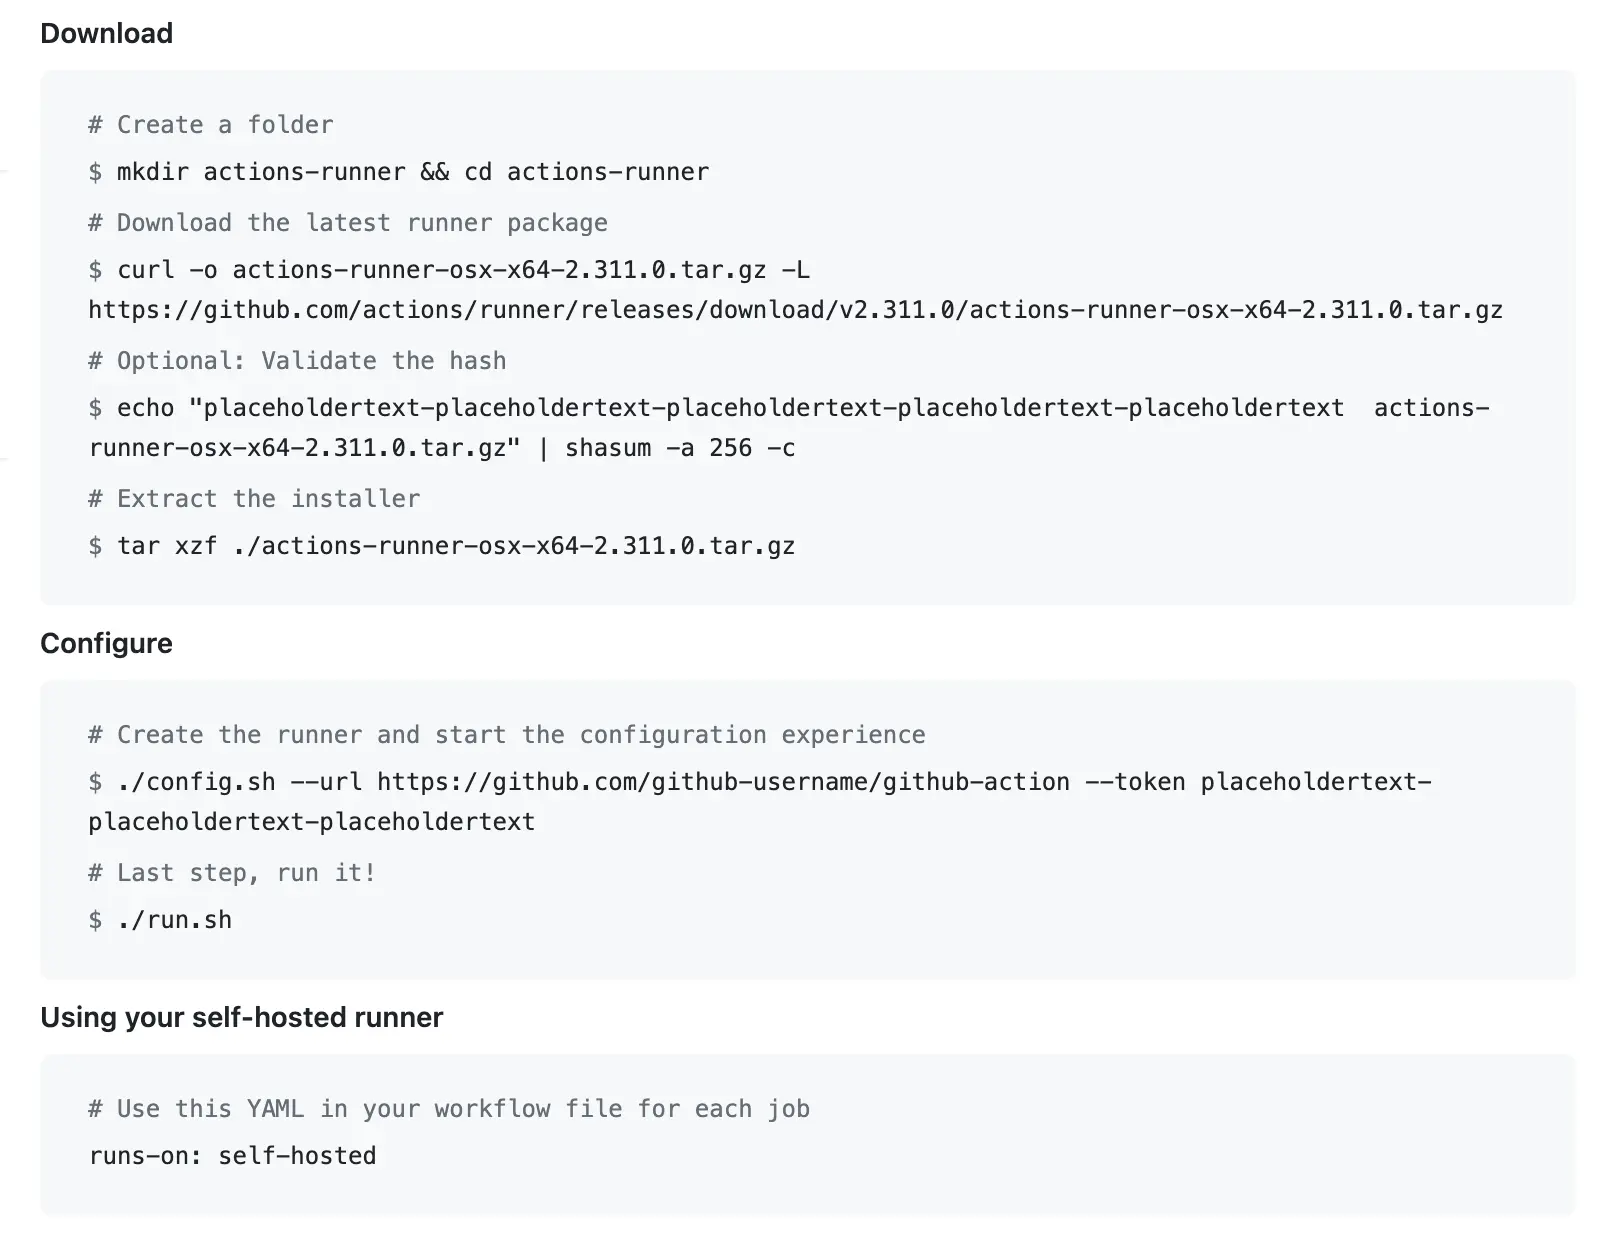 Download
# Create a folder
$ mkdir actions-runner && cd actions-runner
# Download the latest runner package
$ curl -o actions-runner-osx-x64-2.311.0.tar.gz -L
https://github.com/actions/runner/releases/download/v2.311.0/actions-runner-osx-x64-2.311.0.tar.gz
# Optional: Validate the hash
$ echo "placeholdertext-placeholdertext-placeholdertext-placeholdertext-placeholdertext  actions-
runner-osx-x64-2.311.0.tar.gz" | shasum -a 256 -c
# Extract the installer
$ tar xzf ./actions-runner-osx-x64-2.311.0.tar.gz
Configure
# Create the runner and start the configuration experience
$ ./config.sh --url https://github.com/github-username/github-action --token placeholdertext-
placeholdertext-placeholdertext
# Last step, run it!
$ ./run.sh
Using your self-hosted runner
# Use this YAML in your workflow file for each job
runs-on: self-hosted